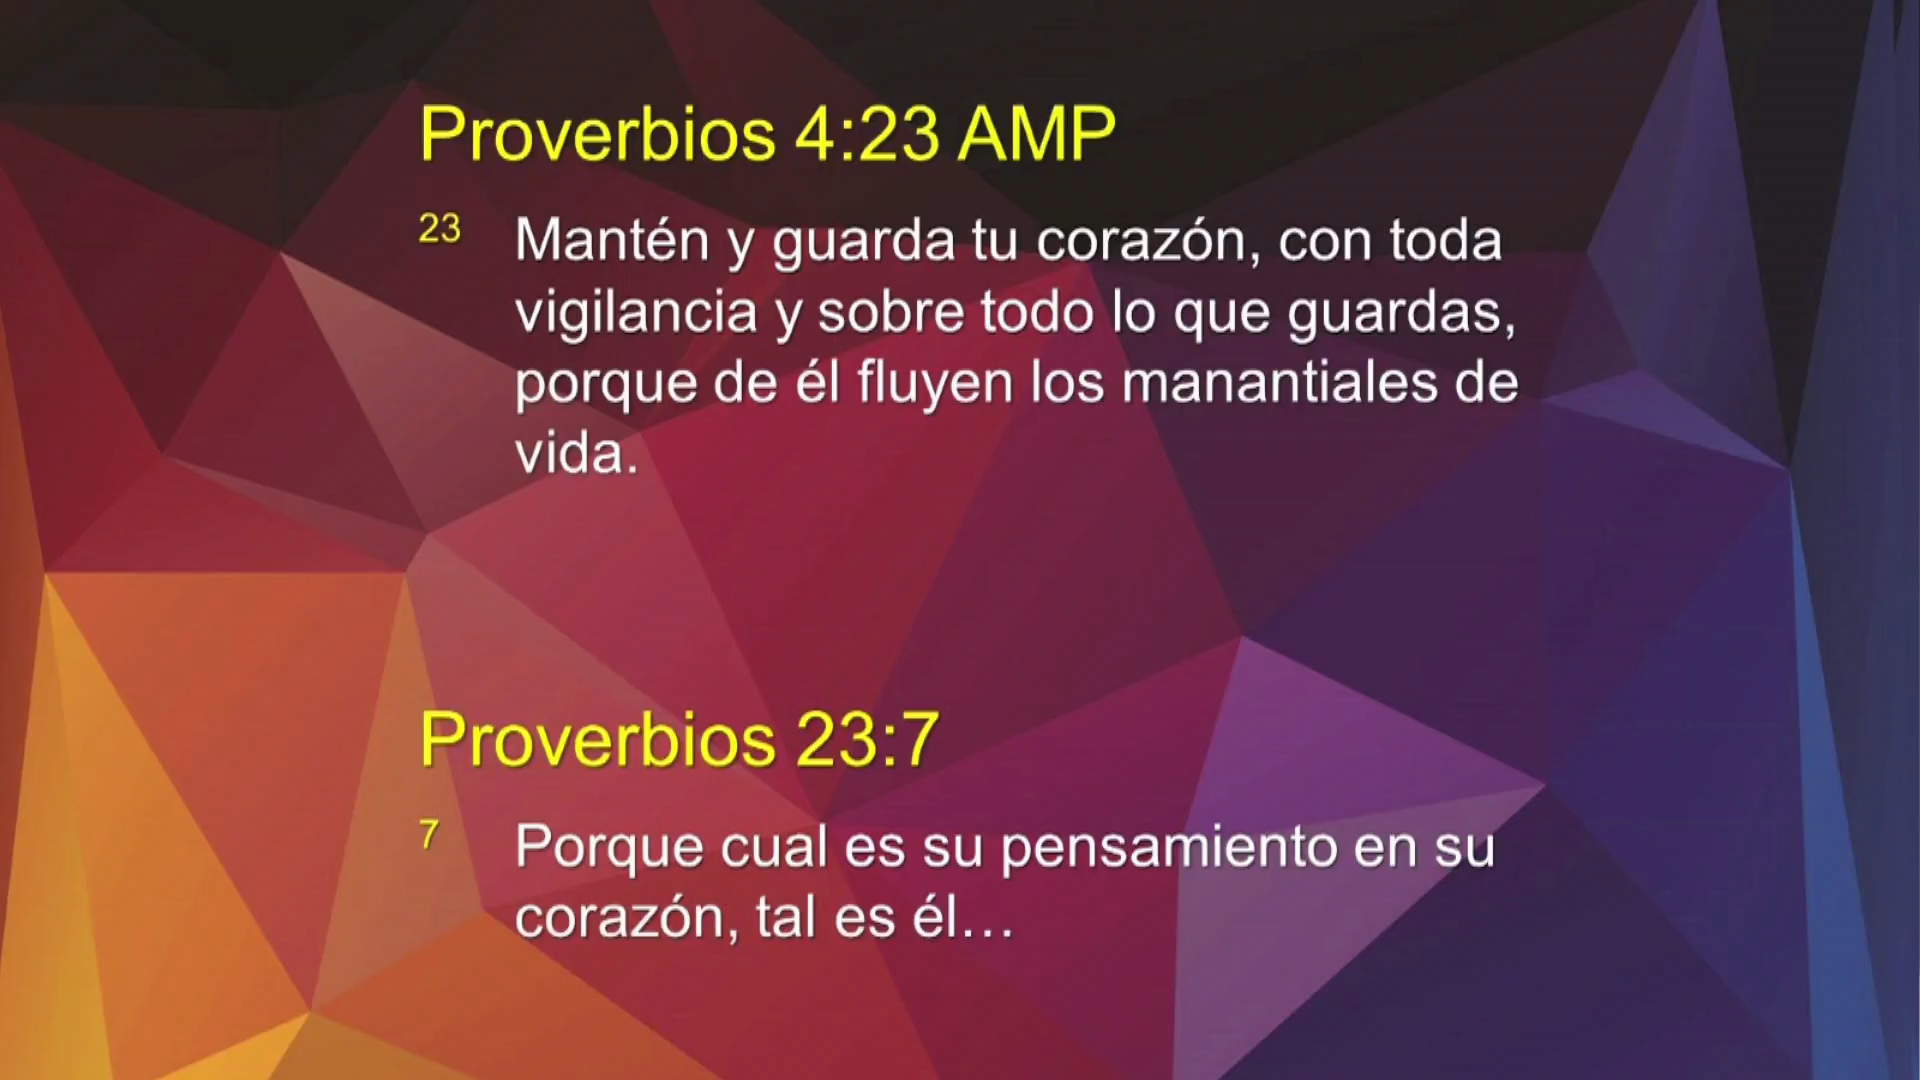 Proverbios 4:23 AMP
23 Mantén y guarda tu corazón, con toda
vigilancia y sobre todo lo que guardas,
porque de él fluyen los manantiales de
vida.
Proverbios 23:7
7 Porque cual es su pensamiento en su
corazón, tal es él…